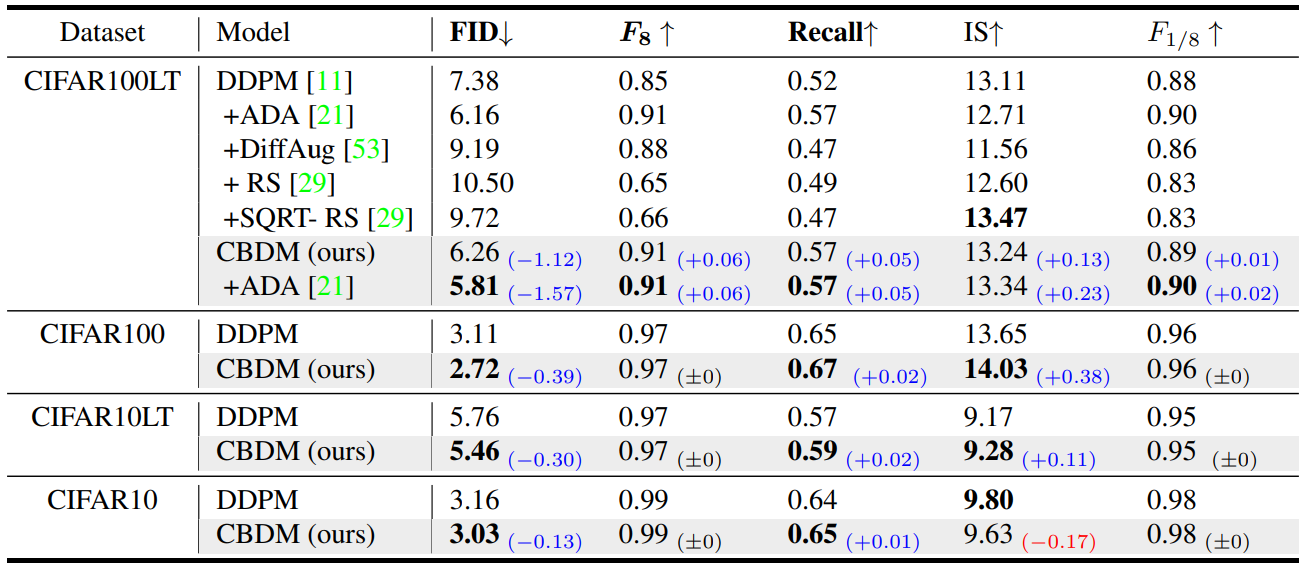 Dataset Model FID↓ F8 ↑ Recall↑ IS↑ F1/8 ↑
CIFAR100LT DDPM [11] 7.38 0.85 0.52 13.11 0.88
+ADA [21] 6.16 0.91 0.57 12.71 0.90
+DiffAug [53] 9.19 0.88 0.47 11.56 0.86
+ RS [29] 10.50 0.65 0.49 12.60 0.83
+SQRT- RS [29] 9.72 0.66 0.47 13.47 0.83
CBDM (ours) 6.26 (−1.12) 0.91 (+0.06) 0.57 (+0.05) 13.24 (+0.13) 0.89 (+0.01)
+ADA [21] 5.81 (−1.57) 0.91 (+0.06) 0.57 (+0.05) 13.34 (+0.23) 0.90 (+0.02)
CIFAR100 DDPM 3.11 0.97 0.65 13.65 0.96
CBDM (ours) 2.72 (−0.39) 0.97 (±0) 0.67 (+0.02) 14.03 (+0.38) 0.96 (±0)
CIFAR10LT DDPM 5.76 0.97 0.57 9.17 0.95
CBDM (ours) 5.46 (−0.30) 0.97 (±0) 0.59 (+0.02) 9.28 (+0.11) 0.95 (±0)
CIFAR10 DDPM 3.16 0.99 0.64 9.80 0.98
CBDM (ours) 3.03 (−0.13) 0.99 (±0) 0.65 (+0.01) 9.63 (−0.17) 0.98 (±0)